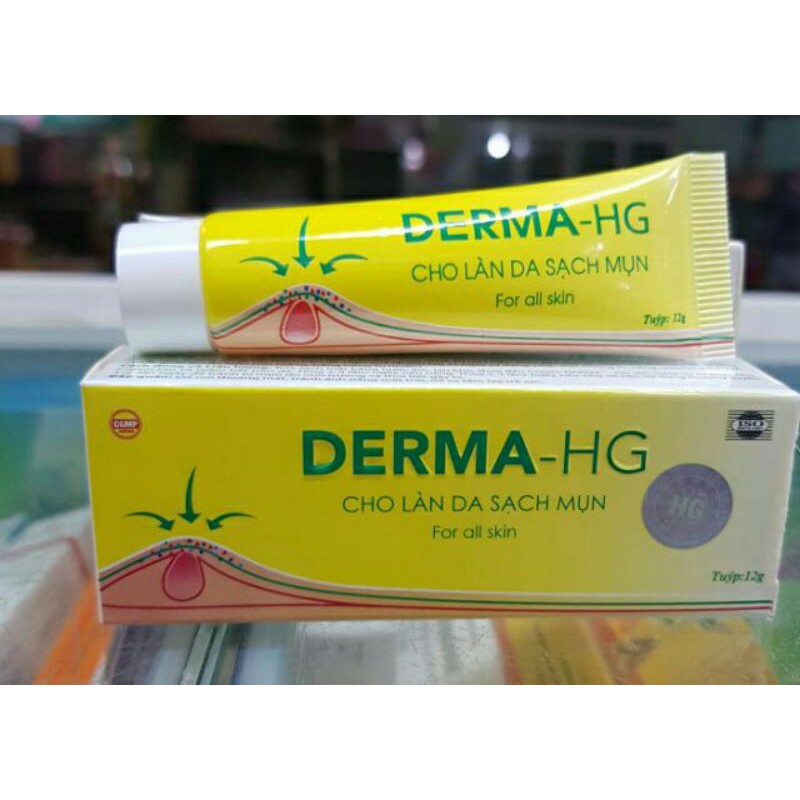 DERMA-HG
CHO LÀN DA SẠCH MỤN
For all skin
Tuýp: 12g
CGMP
ISO
DERMA-HG
CHO LÀN DA SẠCH MỤN
HG
For all skin
Tuýp:12g